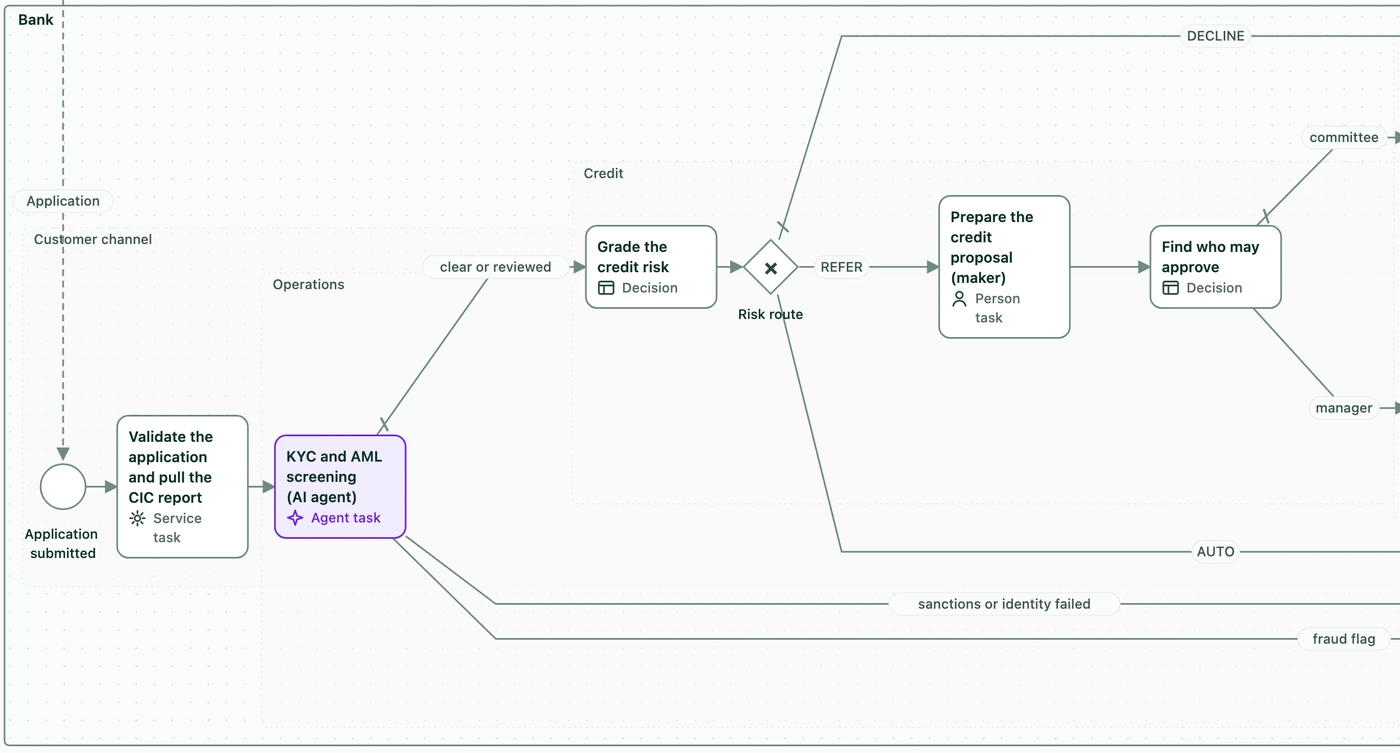 Bank
DECLINE
committee
Application
Customer channel
Credit
Operations
clear or reviewed
Grade the
credit risk
Decision
Risk route
REFER
Prepare the
credit
proposal
(maker)
Person
task
Find who may
approve
Decision
manager
Application
submitted
Validate the
application
and pull the
CIC report
Service
task
KYC and AML
screening
(AI agent)
Agent task
AUTO
sanctions or identity failed
fraud flag